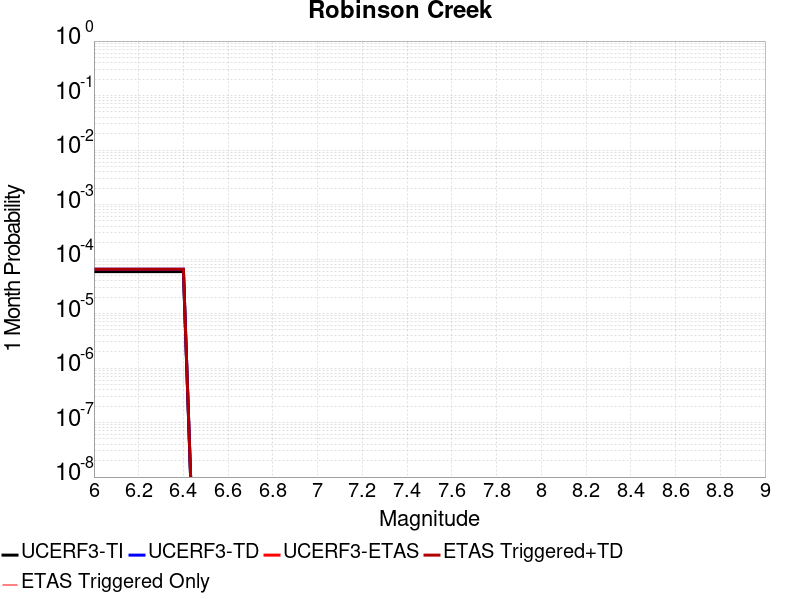 Robinson Creek
10^0
10^-1
10^-2
10^-3
10^-4
10^-5
10^-6
10^-7
10^-8
1 Month Probability
6 6.2 6.4 6.6 6.8 7 7.2 7.4 7.6 7.8 8 8.2 8.4 8.6 8.8 9
Magnitude
UCERF3-TI UCERF3-TD UCERF3-ETAS ETAS Triggered+TD
ETAS Triggered Only